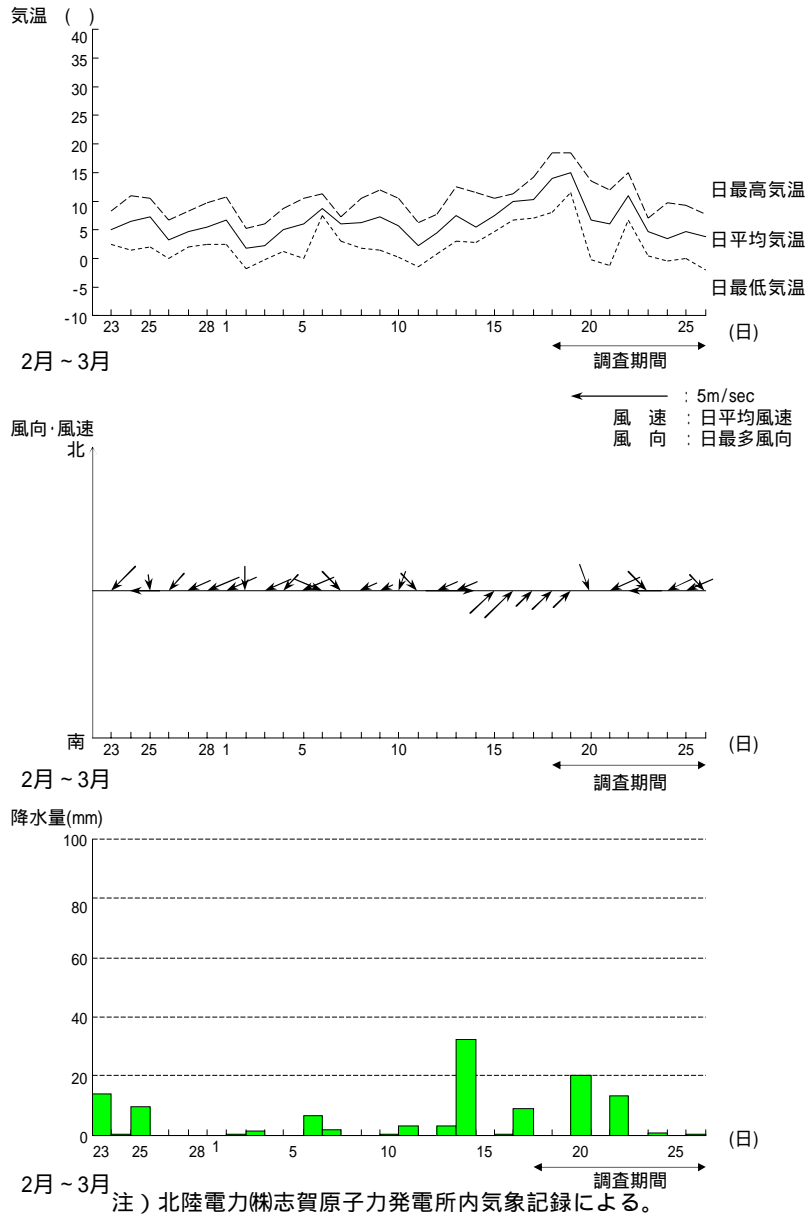 気温 ( )
40
35
30
25
20
15
10
5
0
-5
-10
日最高気温
日平均気温
日最低気温
23 25 28 1 5 10 15 20 25 (日)
2月~3月
調査期間
: 5m/sec
風 速 : 日平均風速
風 向 : 日最多風向
風向・風速
北
南
23 25 28 1 5 10 15 20 25 (日)
2月~3月
調査期間
降水量(mm)
100
80
60
40
20
0
23 25 28 1 5 10 15 20 25 (日)
2月~3月
調査期間
注)北陸電力㈱志賀原子力発電所内気象記録による。